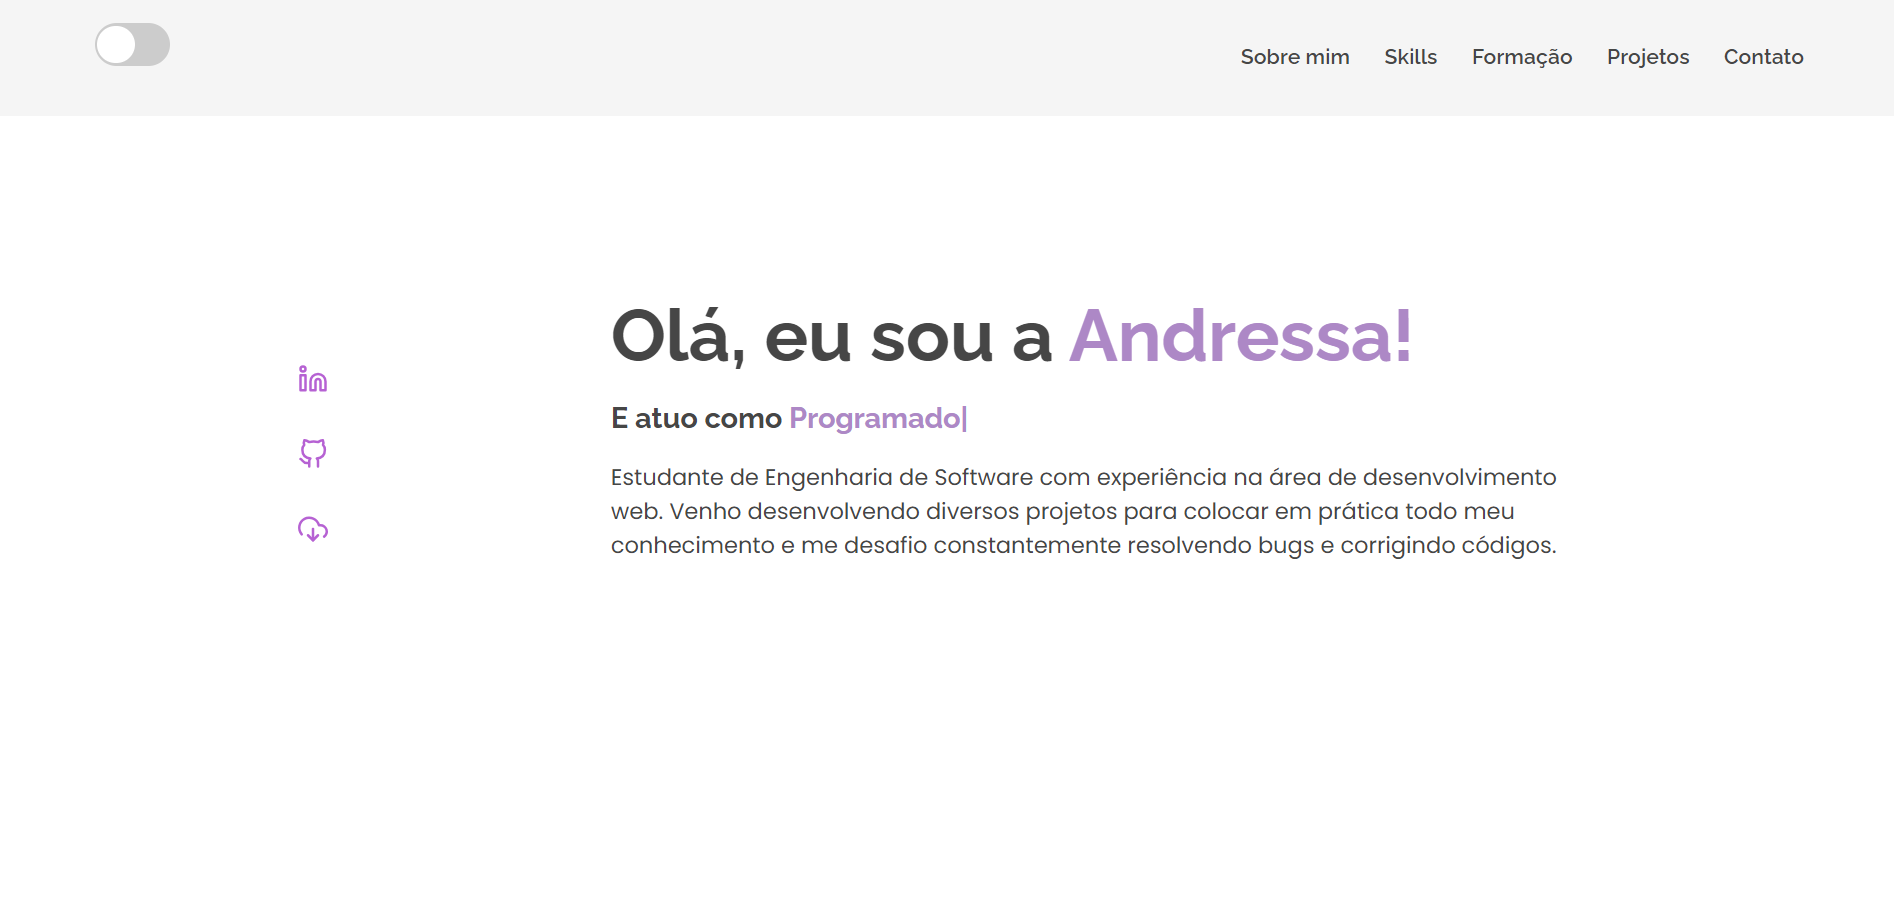 Sobre mim Skills Formação Projetos Contato
Olá, eu sou a Andressa!
E atuo como Programado|
Estudante de Engenharia de Software com experiência na área de desenvolvimento
web. Venho desenvolvendo diversos projetos para colocar em prática todo meu
conhecimento e me desafio constantemente resolvendo bugs e corrigindo códigos.